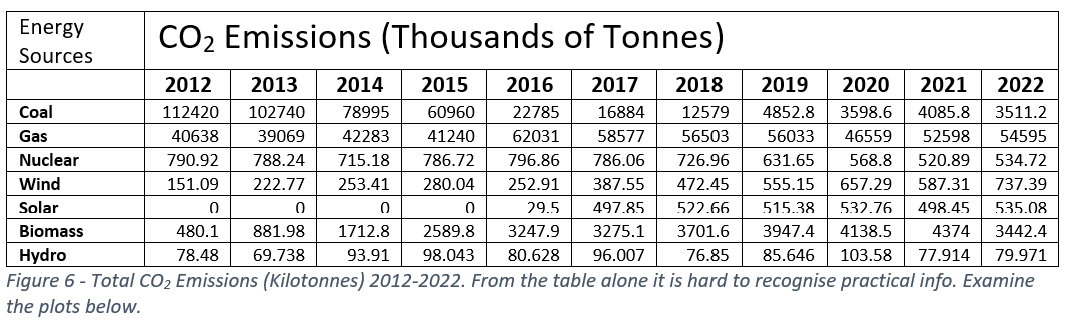 Energy Sources CO₂ Emissions (Thousands of Tonnes)
2012 2013 2014 2015 2016 2017 2018 2019 2020 2021 2022
Coal 112420 102740 78995 60960 22785 16884 12579 4852.8 3598.6 4085.8 3511.2
Gas 40638 39069 42283 41240 62031 58577 56503 56033 46559 52598 54595
Nuclear 790.92 788.24 715.18 786.72 796.86 786.06 726.96 631.65 568.8 520.89 534.72
Wind 151.09 222.77 253.41 280.04 252.91 387.55 472.45 555.15 657.29 587.31 737.39
Solar 0 0 0 0 29.5 497.85 522.66 515.38 532.76 498.45 535.08
Biomass 480.1 881.98 1712.8 2589.8 3247.9 3275.1 3701.6 3947.4 4138.5 4374 3442.4
Hydro 78.48 69.738 93.91 98.043 80.628 96.007 76.85 85.646 103.58 77.914 79.971
Figure 6 - Total CO₂ Emissions (Kilotonnes) 2012-2022. From the table alone it is hard to recognise practical info. Examine
the plots below.